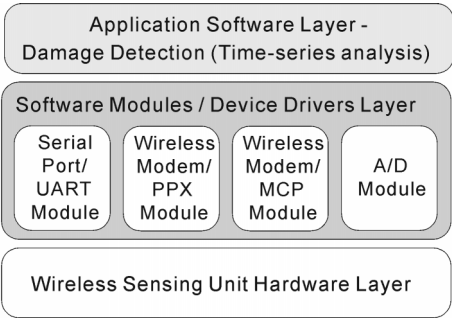 Application Software Layer -
Damage Detection (Time-series analysis)
Software Modules / Device Drivers Layer
Serial
Port/
UART
Module
Wireless
Modem/
PPX
Module
Wireless
Modem/
MCP
Module
A/D
Module
Wireless Sensing Unit Hardware Layer